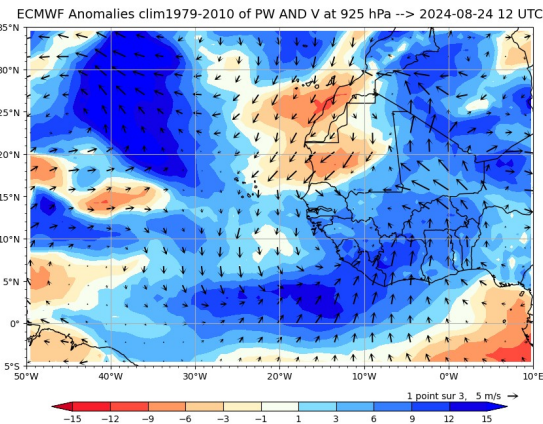 ECMWF Anomalies clim1979-2010 of PW AND V at 925 hPa --> 2024-08-24 12 UTC
35°N
30°N
25°N
20°N
15°N
10°N
5°N
0°
5°S
50°W 40°W 30°W 20°W 10°W 0°W 10°E
1 point sur 3, 5 m/s
−15 −12 −9 −6 −3 −1 1 3 6 9 12 15